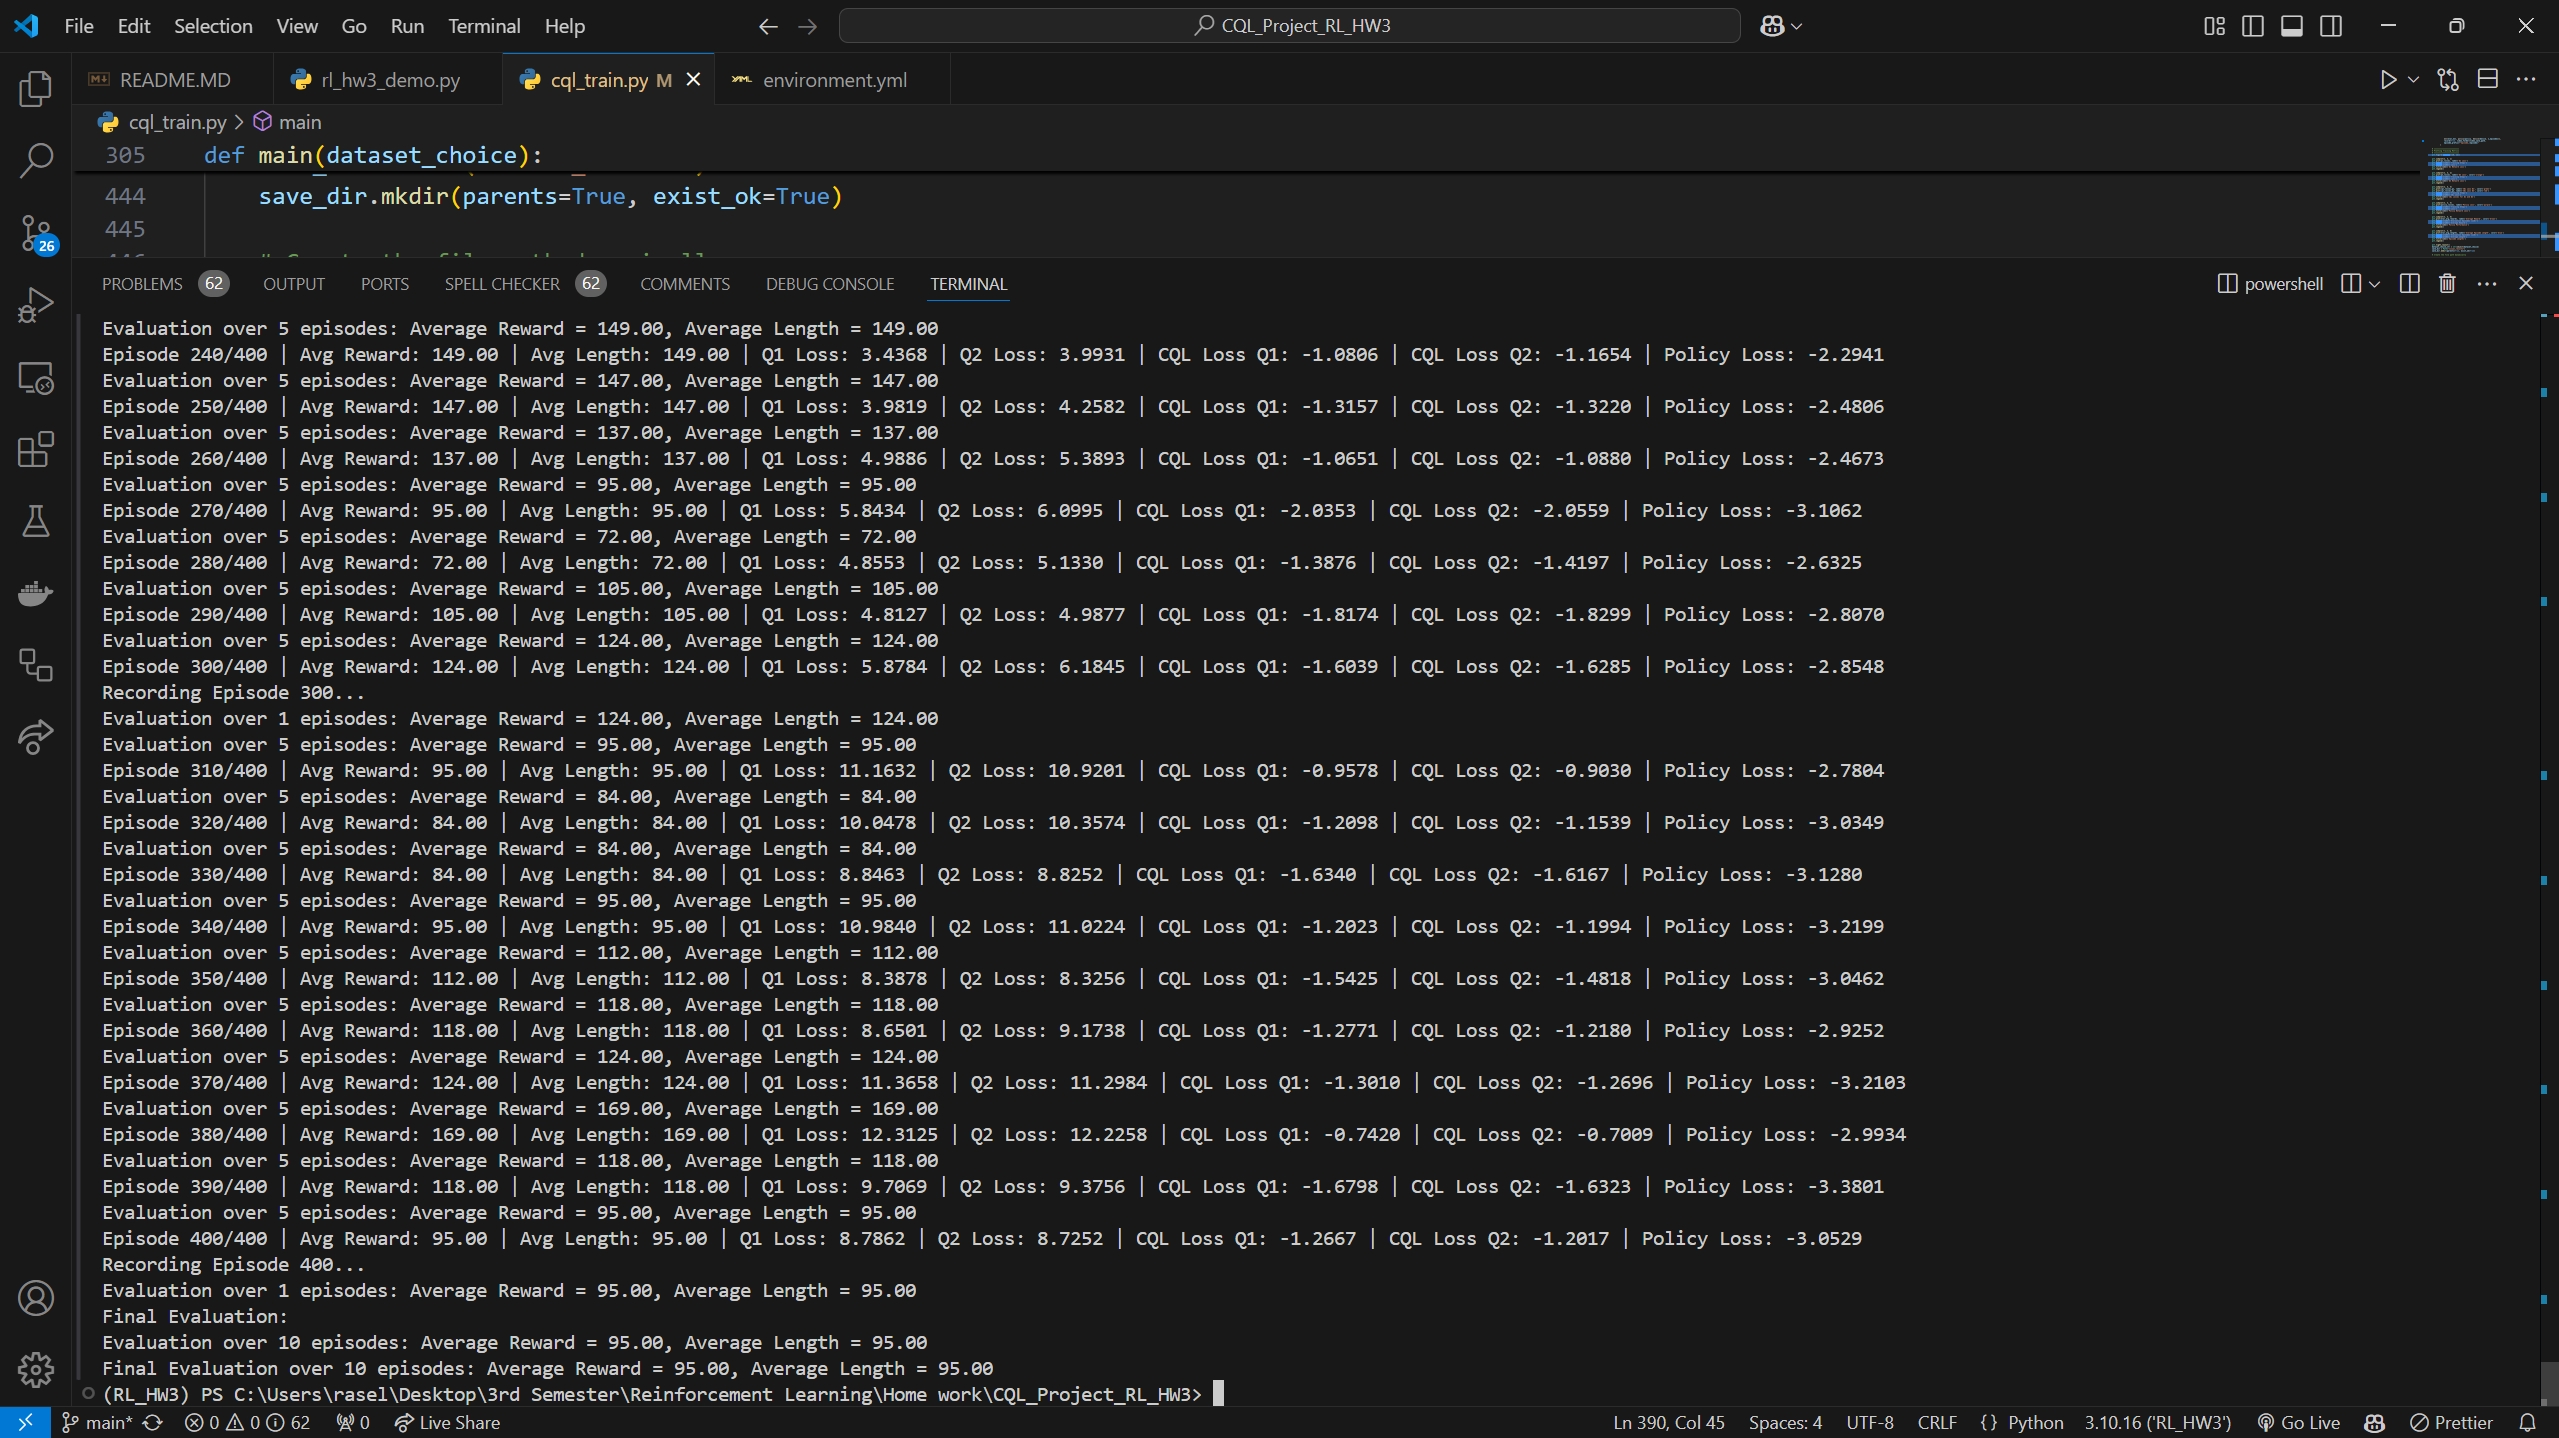 File Edit Selection View Go Run Terminal Help CQL_Project_RL_HW3
README.MD rl_hw3_demo.py cql_train.py M environment.yml
cql_train.py > main
305 def main(dataset_choice):
444 save_dir.mkdir(parents=True, exist_ok=True)
445
26
PROBLEMS 62 OUTPUT PORTS SPELL CHECKER 62 COMMENTS DEBUG CONSOLE TERMINAL powershell
Evaluation over 5 episodes: Average Reward = 149.00, Average Length = 149.00
Episode 240/400 | Avg Reward: 149.00 | Avg Length: 149.00 | Q1 Loss: 3.4368 | Q2 Loss: 3.9931 | CQL Loss Q1: -1.0806 | CQL Loss Q2: -1.1654 | Policy Loss: -2.2941
Evaluation over 5 episodes: Average Reward = 147.00, Average Length = 147.00
Episode 250/400 | Avg Reward: 147.00 | Avg Length: 147.00 | Q1 Loss: 3.9819 | Q2 Loss: 4.2582 | CQL Loss Q1: -1.3157 | CQL Loss Q2: -1.3220 | Policy Loss: -2.4806
Evaluation over 5 episodes: Average Reward = 137.00, Average Length = 137.00
Episode 260/400 | Avg Reward: 137.00 | Avg Length: 137.00 | Q1 Loss: 4.9886 | Q2 Loss: 5.3893 | CQL Loss Q1: -1.0651 | CQL Loss Q2: -1.0880 | Policy Loss: -2.4673
Evaluation over 5 episodes: Average Reward = 95.00, Average Length = 95.00
Episode 270/400 | Avg Reward: 95.00 | Avg Length: 95.00 | Q1 Loss: 5.8434 | Q2 Loss: 6.0995 | CQL Loss Q1: -2.0353 | CQL Loss Q2: -2.0559 | Policy Loss: -3.1062
Evaluation over 5 episodes: Average Reward = 72.00, Average Length = 72.00
Episode 280/400 | Avg Reward: 72.00 | Avg Length: 72.00 | Q1 Loss: 4.8553 | Q2 Loss: 5.1330 | CQL Loss Q1: -1.3876 | CQL Loss Q2: -1.4197 | Policy Loss: -2.6325
Evaluation over 5 episodes: Average Reward = 105.00, Average Length = 105.00
Episode 290/400 | Avg Reward: 105.00 | Avg Length: 105.00 | Q1 Loss: 4.8127 | Q2 Loss: 4.9877 | CQL Loss Q1: -1.8174 | CQL Loss Q2: -1.8299 | Policy Loss: -2.8070
Evaluation over 5 episodes: Average Reward = 124.00, Average Length = 124.00
Episode 300/400 | Avg Reward: 124.00 | Avg Length: 124.00 | Q1 Loss: 5.8784 | Q2 Loss: 6.1845 | CQL Loss Q1: -1.6039 | CQL Loss Q2: -1.6285 | Policy Loss: -2.8548
Recording Episode 300...
Evaluation over 1 episodes: Average Reward = 124.00, Average Length = 124.00
Evaluation over 5 episodes: Average Reward = 95.00, Average Length = 95.00
Episode 310/400 | Avg Reward: 95.00 | Avg Length: 95.00 | Q1 Loss: 11.1632 | Q2 Loss: 10.9201 | CQL Loss Q1: -0.9578 | CQL Loss Q2: -0.9030 | Policy Loss: -2.7804
Evaluation over 5 episodes: Average Reward = 84.00, Average Length = 84.00
Episode 320/400 | Avg Reward: 84.00 | Avg Length: 84.00 | Q1 Loss: 10.0478 | Q2 Loss: 10.3574 | CQL Loss Q1: -1.2098 | CQL Loss Q2: -1.1539 | Policy Loss: -3.0349
Evaluation over 5 episodes: Average Reward = 84.00, Average Length = 84.00
Episode 330/400 | Avg Reward: 84.00 | Avg Length: 84.00 | Q1 Loss: 8.8463 | Q2 Loss: 8.8252 | CQL Loss Q1: -1.6340 | CQL Loss Q2: -1.6167 | Policy Loss: -3.1280
Evaluation over 5 episodes: Average Reward = 95.00, Average Length = 95.00
Episode 340/400 | Avg Reward: 95.00 | Avg Length: 95.00 | Q1 Loss: 10.9840 | Q2 Loss: 11.0224 | CQL Loss Q1: -1.2023 | CQL Loss Q2: -1.1994 | Policy Loss: -3.2199
Evaluation over 5 episodes: Average Reward = 112.00, Average Length = 112.00
Episode 350/400 | Avg Reward: 112.00 | Avg Length: 112.00 | Q1 Loss: 8.3878 | Q2 Loss: 8.3256 | CQL Loss Q1: -1.5425 | CQL Loss Q2: -1.4818 | Policy Loss: -3.0462
Evaluation over 5 episodes: Average Reward = 118.00, Average Length = 118.00
Episode 360/400 | Avg Reward: 118.00 | Avg Length: 118.00 | Q1 Loss: 8.6501 | Q2 Loss: 9.1738 | CQL Loss Q1: -1.2771 | CQL Loss Q2: -1.2180 | Policy Loss: -2.9252
Evaluation over 5 episodes: Average Reward = 124.00, Average Length = 124.00
Episode 370/400 | Avg Reward: 124.00 | Avg Length: 124.00 | Q1 Loss: 11.3658 | Q2 Loss: 11.2984 | CQL Loss Q1: -1.3010 | CQL Loss Q2: -1.2696 | Policy Loss: -3.2103
Evaluation over 5 episodes: Average Reward = 169.00, Average Length = 169.00
Episode 380/400 | Avg Reward: 169.00 | Avg Length: 169.00 | Q1 Loss: 12.3125 | Q2 Loss: 12.2258 | CQL Loss Q1: -0.7420 | CQL Loss Q2: -0.7009 | Policy Loss: -2.9934
Evaluation over 5 episodes: Average Reward = 118.00, Average Length = 118.00
Episode 390/400 | Avg Reward: 118.00 | Avg Length: 118.00 | Q1 Loss: 9.7069 | Q2 Loss: 9.3756 | CQL Loss Q1: -1.6798 | CQL Loss Q2: -1.6323 | Policy Loss: -3.3801
Evaluation over 5 episodes: Average Reward = 95.00, Average Length = 95.00
Episode 400/400 | Avg Reward: 95.00 | Avg Length: 95.00 | Q1 Loss: 8.7862 | Q2 Loss: 8.7252 | CQL Loss Q1: -1.2667 | CQL Loss Q2: -1.2017 | Policy Loss: -3.0529
Recording Episode 400...
Evaluation over 1 episodes: Average Reward = 95.00, Average Length = 95.00
Final Evaluation:
Evaluation over 10 episodes: Average Reward = 95.00, Average Length = 95.00
Final Evaluation over 10 episodes: Average Reward = 95.00, Average Length = 95.00
(RL_HW3) PS C:\Users\rasel\Desktop\3rd Semester\Reinforcement Learning\Home work\CQL_Project_RL_HW3>
main* 0 0 62 0 Live Share Ln 390, Col 45 Spaces: 4 UTF-8 CRLF {} Python 3.10.16 ('RL_HW3') Go Live Prettier